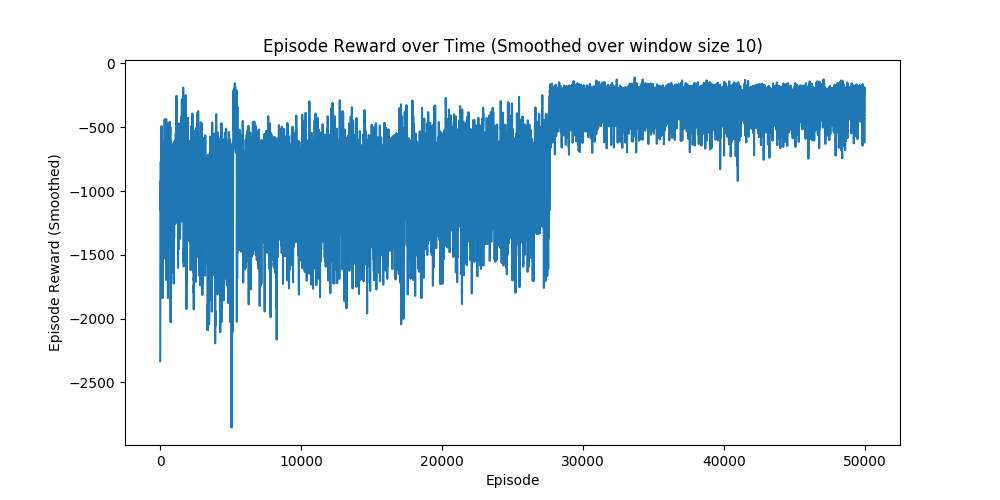 Episode Reward over Time (Smoothed over window size 10)
0
−500
−1000
−1500
−2000
−2500
Episode Reward (Smoothed)
0 10000 20000 30000 40000 50000
Episode